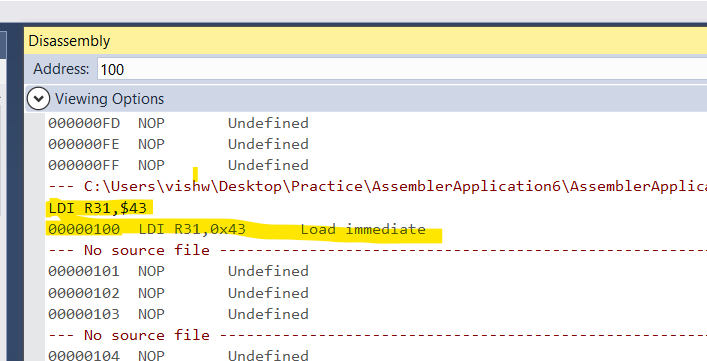 Disassembly
Address: 100
Viewing Options
000000FD NOP Undefined
000000FE NOP Undefined
000000FF NOP Undefined
--- C:\Users\vishw\Desktop\Practice\AssemblerApplication6\AssemblerApplica
LDI R31,$43
00000100 LDI R31,0x43 Load immediate
--- No source file ------------------------------------------------------
00000101 NOP Undefined
00000102 NOP Undefined
00000103 NOP Undefined
--- No source file ------------------------------------------------------
00000104 NOP Undefined